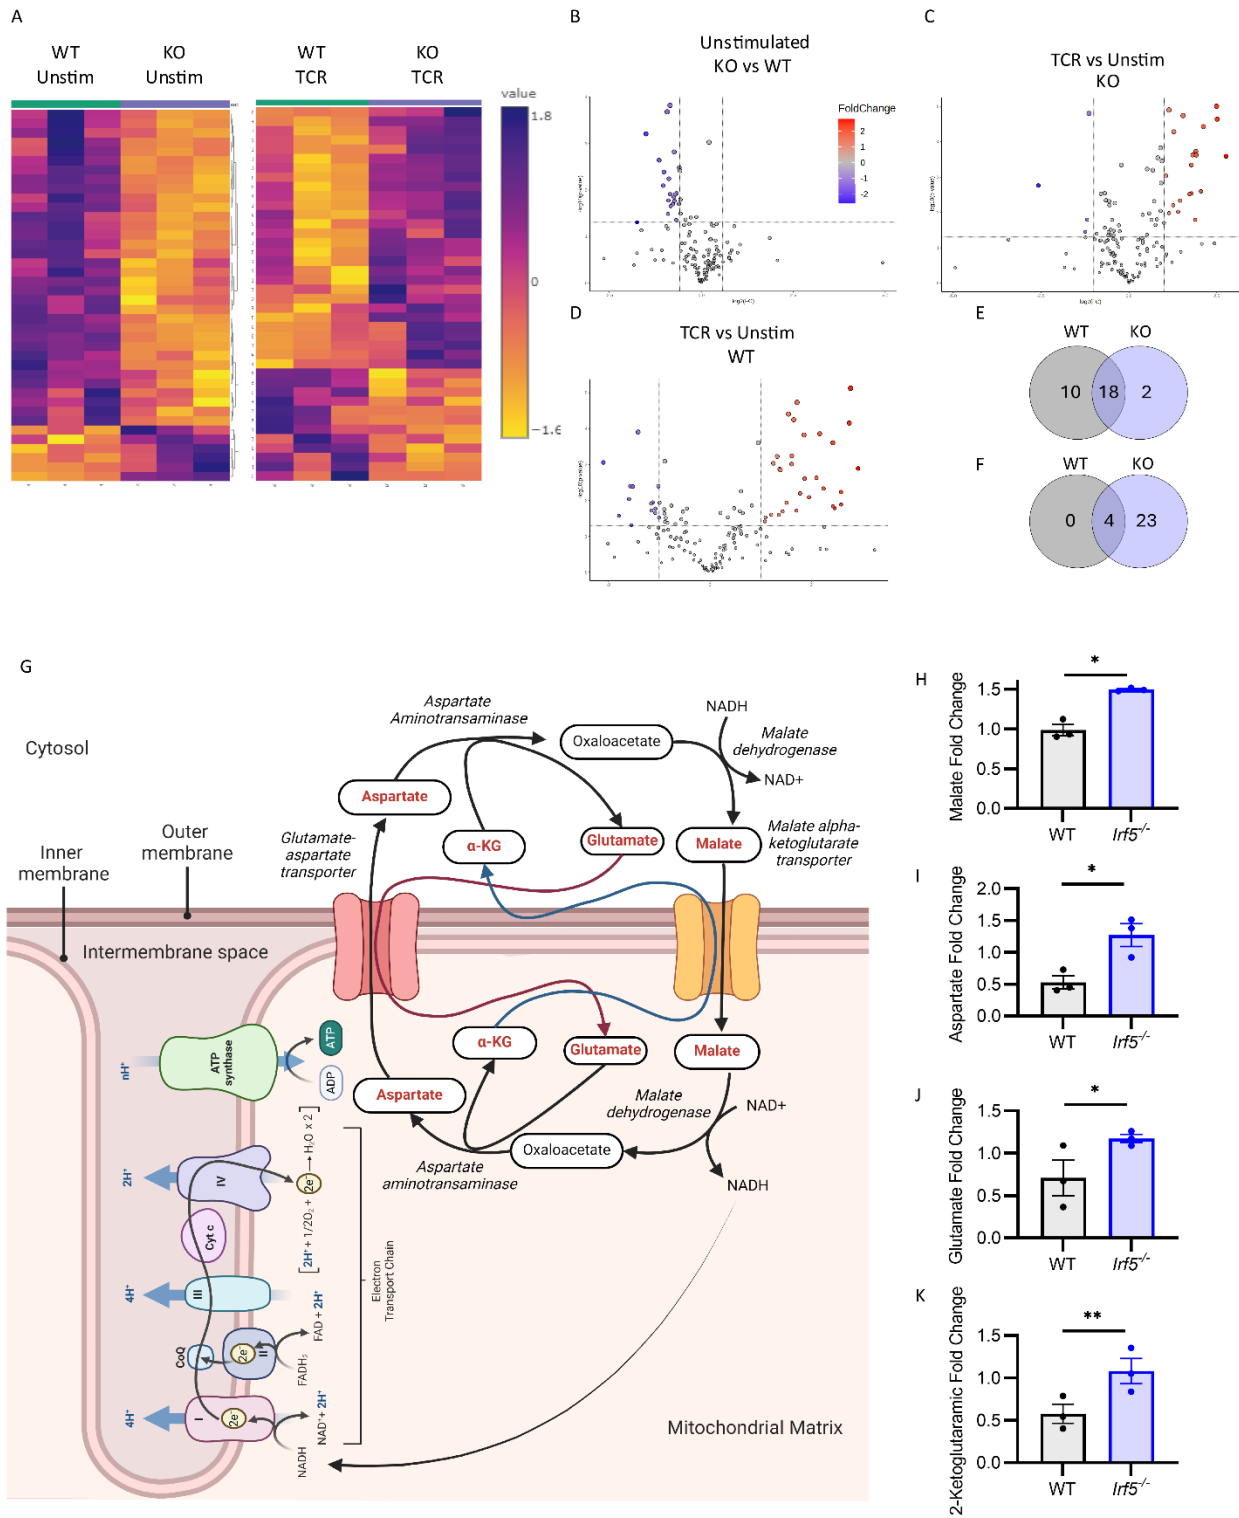 A
WT
Unstim
KO
Unstim
WT
TCR
KO
TCR
value
1.8
0
-1.6
B
Unstimulated
KO vs WT
FoldChange
2
1
0
-1
-2
C
TCR vs Unstim
KO
D
TCR vs Unstim
WT
E
WT
KO
10
18
2
F
WT
KO
0
4
23
G
Cytosol
Inner
membrane
Outer
membrane
Intermembrane space
Aspartate
Aminotransaminase
Oxaloacetate
NADH
Malate
dehydrogenase
NAD+
Aspartate
Glutamate-
aspartate
transporter
α-KG
Glutamate
Malate
Malate alpha-
ketoglutarate
transporter
α-KG
Glutamate
Malate
Aspartate
Malate
dehydrogenase
NAD+
Oxaloacetate
Aspartate
aminotransaminase
NADH
nH⁺
ATP
synthase
ATP
ADP
2H⁺
IV
2H⁺ + 1/2O₂ + 2e⁻ → H₂O x 2
Cyt c
4H⁺
III
Electron
Transport Chain
CoQ
2e⁻
II
FAD + 2H⁺
FADH₂
4H⁺
I
2e⁻
NAD⁺ + 2H⁺
NADH
Mitochondrial Matrix
H
Malate Fold Change
1.5
1.0
0.5
0.0
*
WT
Irf5⁻/⁻
I
Aspartate Fold Change
2.0
1.5
1.0
0.5
0.0
*
WT
Irf5⁻/⁻
J
Glutamate Fold Change
1.5
1.0
0.5
0.0
*
WT
Irf5⁻/⁻
K
2-Ketoglutaramic Fold Change
1.5
1.0
0.5
0.0
**
WT
Irf5⁻/⁻